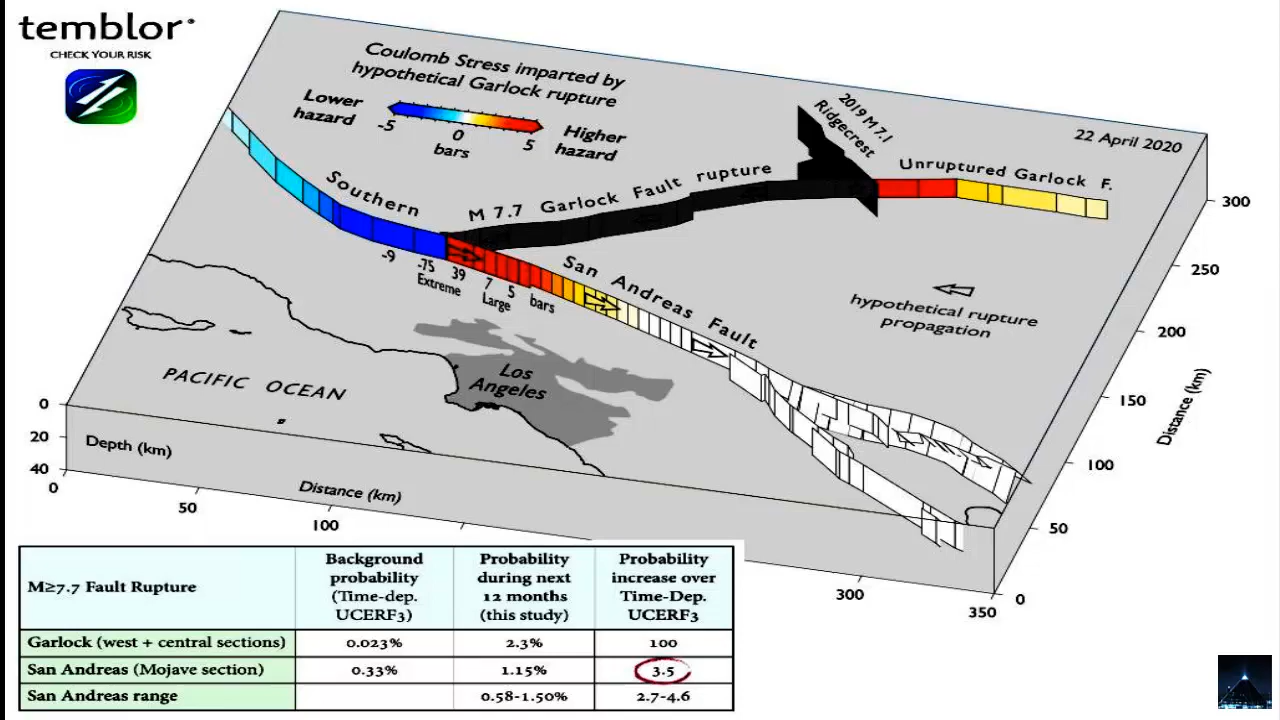 temblor
CHECK YOUR RISK
Coulomb Stress imparted by
hypothetical Garlock rupture
Lower
hazard
-5
0
5
bars
Higher
hazard
2019 M 7.1
Ridgecrest
22 April 2020
Unruptured Garlock F.
M 7.7 Garlock Fault rupture
Southern
San Andreas Fault
-9
-75
39
7
5
bars
Extreme
Large
hypothetical rupture
propagation
Los
Angeles
PACIFIC OCEAN
0
20
40
Depth (km)
Distance (km)
0
50
100
300
350
Distance (km)
0
50
100
150
200
250
300
M≥7.7 Fault Rupture
Background
probability
(Time-dep.
UCERF3)
Probability
during next
12 months
(this study)
Probability
increase over
Time-Dep.
UCERF3
Garlock (west + central sections) 0.023% 2.3% 100
San Andreas (Mojave section) 0.33% 1.15% 3.5
San Andreas range 0.58-1.50% 2.7-4.6